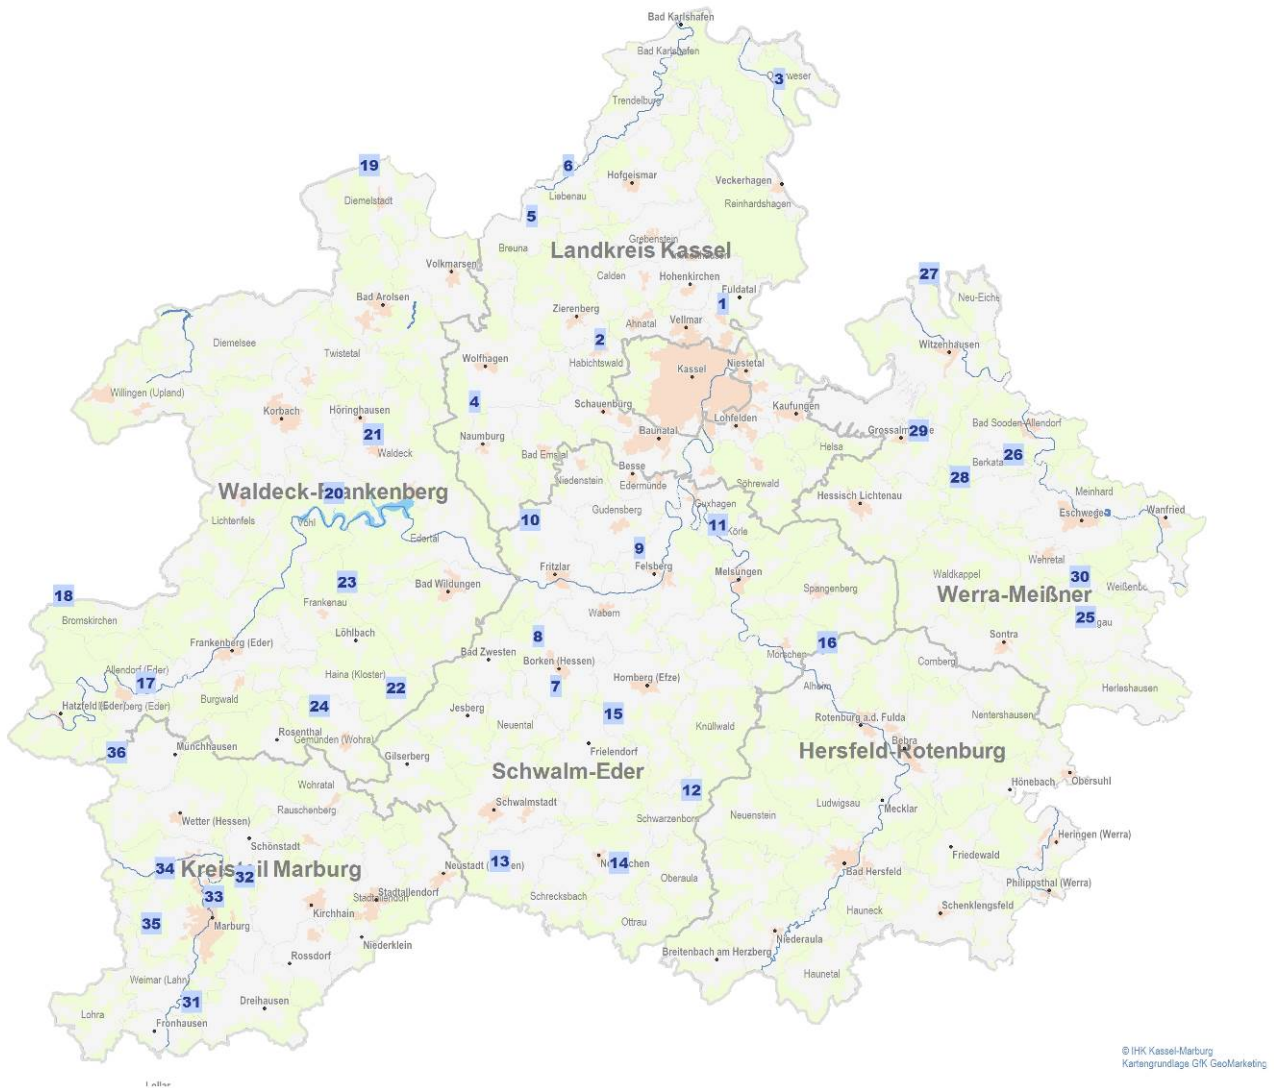 Bad Karlshafen
Bad Karlshafen
3
Trendelburg
19
6
Hofgeismar
Veckerhagen
Liebenau
Reinhardshagen
Diemelstadt
5
Breuna
Grebenstein
Landkreis Kassel
Volkmarsen
Calden
Hohenkirchen
27
Fuldatal
Bad Arolsen
1
Zierenberg
Ahnatal
Vellmar
Diemelsee
2
Witzenhausen
Twistetal
Wolfhagen
Habichtswald
Niestetal
Kassel
Willingen (Upland)
4
Schauenburg
Kaufungen
Korbach
Höringhausen
Lohfelden
Bad Sooden-Allendorf
21
Baunatal
29
Naumburg
Helsa
Waldeck
Bad Emstal
26
Besse
Berkata
Niedenstein
Edermünde
Söhrewald
28
20
Waldeck-Frankenberg
Hessisch Lichtenau
Meinhard
Guxhagen
Gudensberg
Wanfried
Lichtenfels
Vöhl
10
11
Eschwege
Körle
Edertal
9
Wehretal
Fritzlar
Felsberg
Melsungen
Waldkappel
30
23
Bad Wildungen
Spangenberg
18
Werra-Meißner
Frankenau
Wabern
25
Bromskirchen
Löhlbach
8
Sontra
Frankenberg (Eder)
16
Bad Zwesten
Morschen
Borken (Hessen)
Cornberg
Allendorf (Eder)
Haina (Kloster)
Hornberg (Efze)
17
22
7
Alheim
Herleshausen
Burgwald
Hatzfeld (Eder)
24
Jesberg
15
Nentershausen
Rotenburg a.d. Fulda
Neuental
Knüllwald
Rosenthal
Gemünden (Wohra)
Bebra
Münchhausen
36
Frielendorf
Hersfeld-Rotenburg
Gilserberg
Schwalm-Eder
Obersuhl
Hönebach
Wohratal
12
Schwalmstadt
Ludwigsau
Mecklar
Rauschenberg
Neuenstein
Wetter (Hessen)
Schwarzenborn
Heringen (Werra)
Schönstadt
Friedewald
13
14
34
32
Bad Hersfeld
Oberaula
Philippsthal (Werra)
33
Stadtallendorf
Schrecksbach
Kirchhain
Hauneck
Schenklengsfeld
35
Marburg
Ottrau
Niederklein
Niederaula
Breitenbach am Herzberg
Rossdorf
Haunetal
Weimar (Lahn)
31
Dreihausen
Lohra
Fronhausen
© IHK Kassel-Marburg
Kartengrundlage GfK GeoMarketing